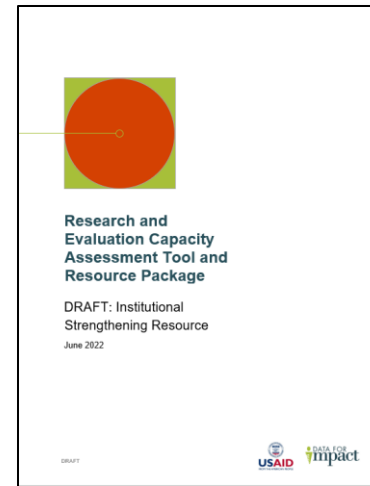 Research and
Evaluation Capacity
Assessment Tool and
Resource Package
DRAFT: Institutional
Strengthening Resource
June 2022
DRAFT
USAID
DATA FOR
impact